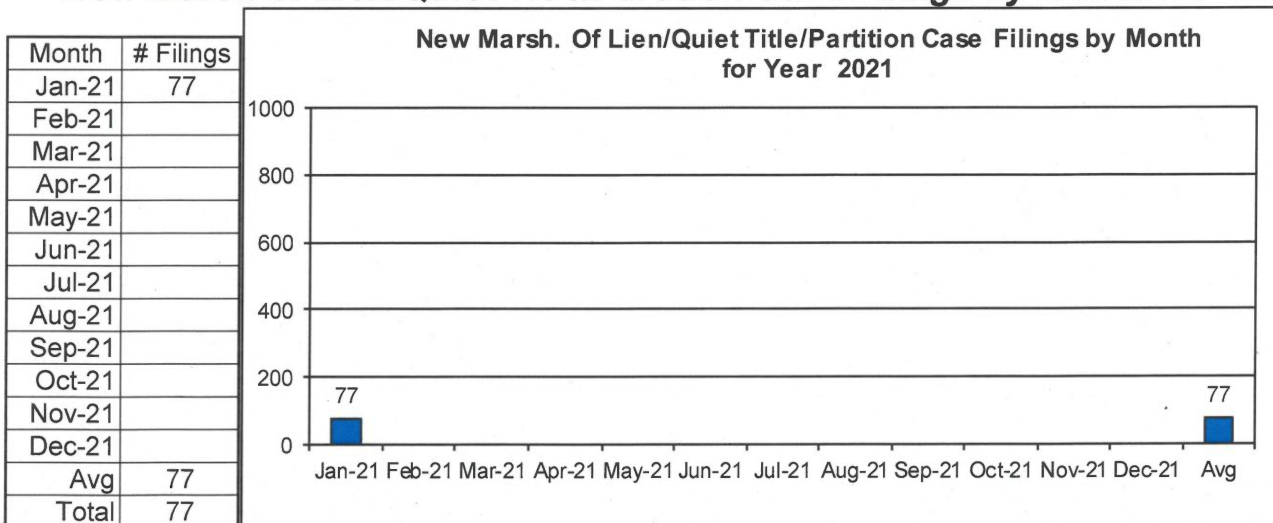 Month # Filings
Jan-21 77
Feb-21
Mar-21
Apr-21
May-21
Jun-21
Jul-21
Aug-21
Sep-21
Oct-21
Nov-21
Dec-21
Avg 77
Total 77
New Marsh. Of Lien/Quiet Title/Partition Case Filings by Month
for Year 2021
1000
800
600
400
200
0
77
77
Jan-21 Feb-21 Mar-21 Apr-21 May-21 Jun-21 Jul-21 Aug-21 Sep-21 Oct-21 Nov-21 Dec-21 Avg